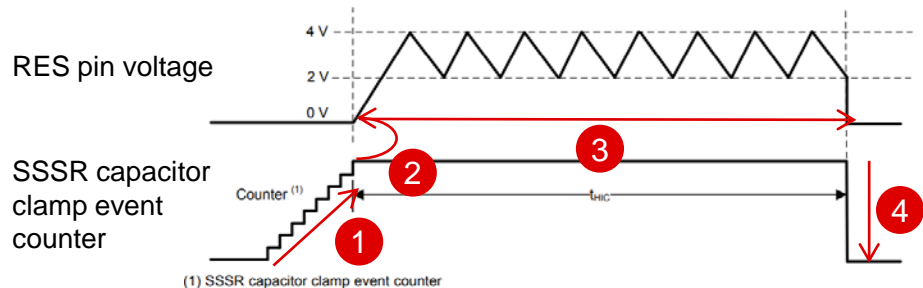 4 V
RES pin voltage
2 V
0 V
3
SSSR capacitor
clamp event
counter
Counter (1)
2
tHIC
1
4
(1) SSSR capacitor clamp event counter